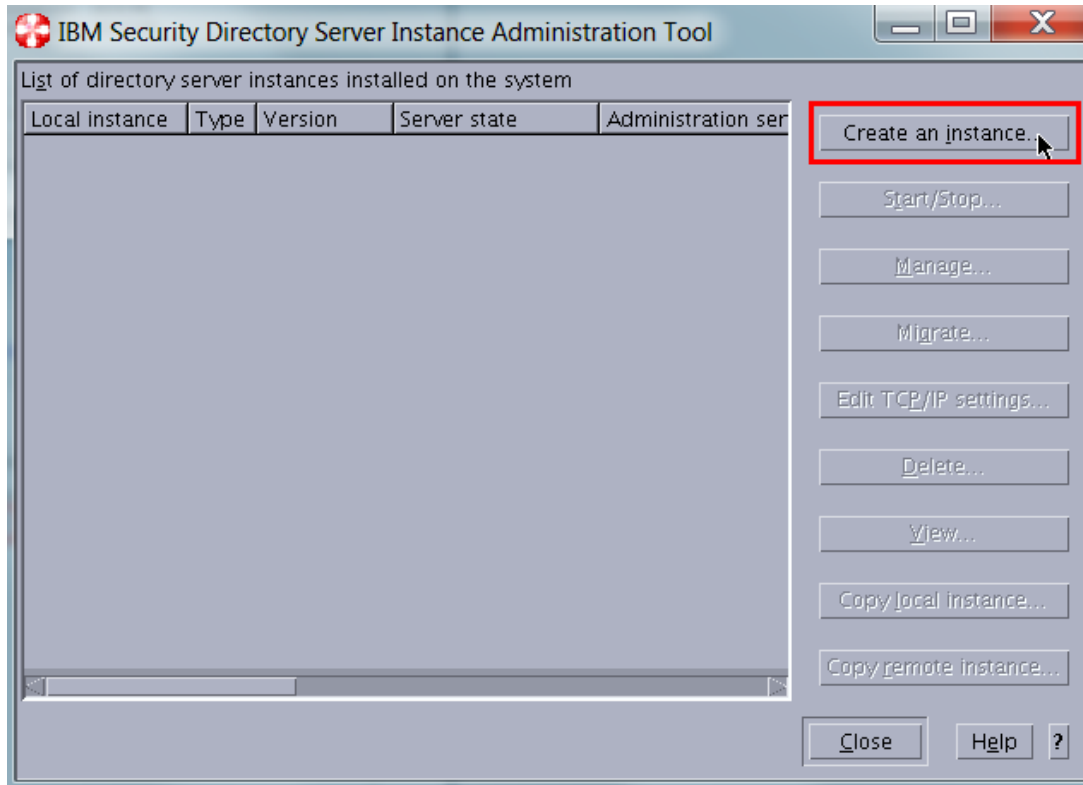 IBM Security Directory Server Instance Administration Tool
List of directory server instances installed on the system
Local instance Type Version Server state Administration ser
Create an instance...
Start/Stop...
Manage...
Migrate...
Edit TCP/IP settings...
Delete...
View...
Copy local instance...
Copy remote instance...
Close Help ?